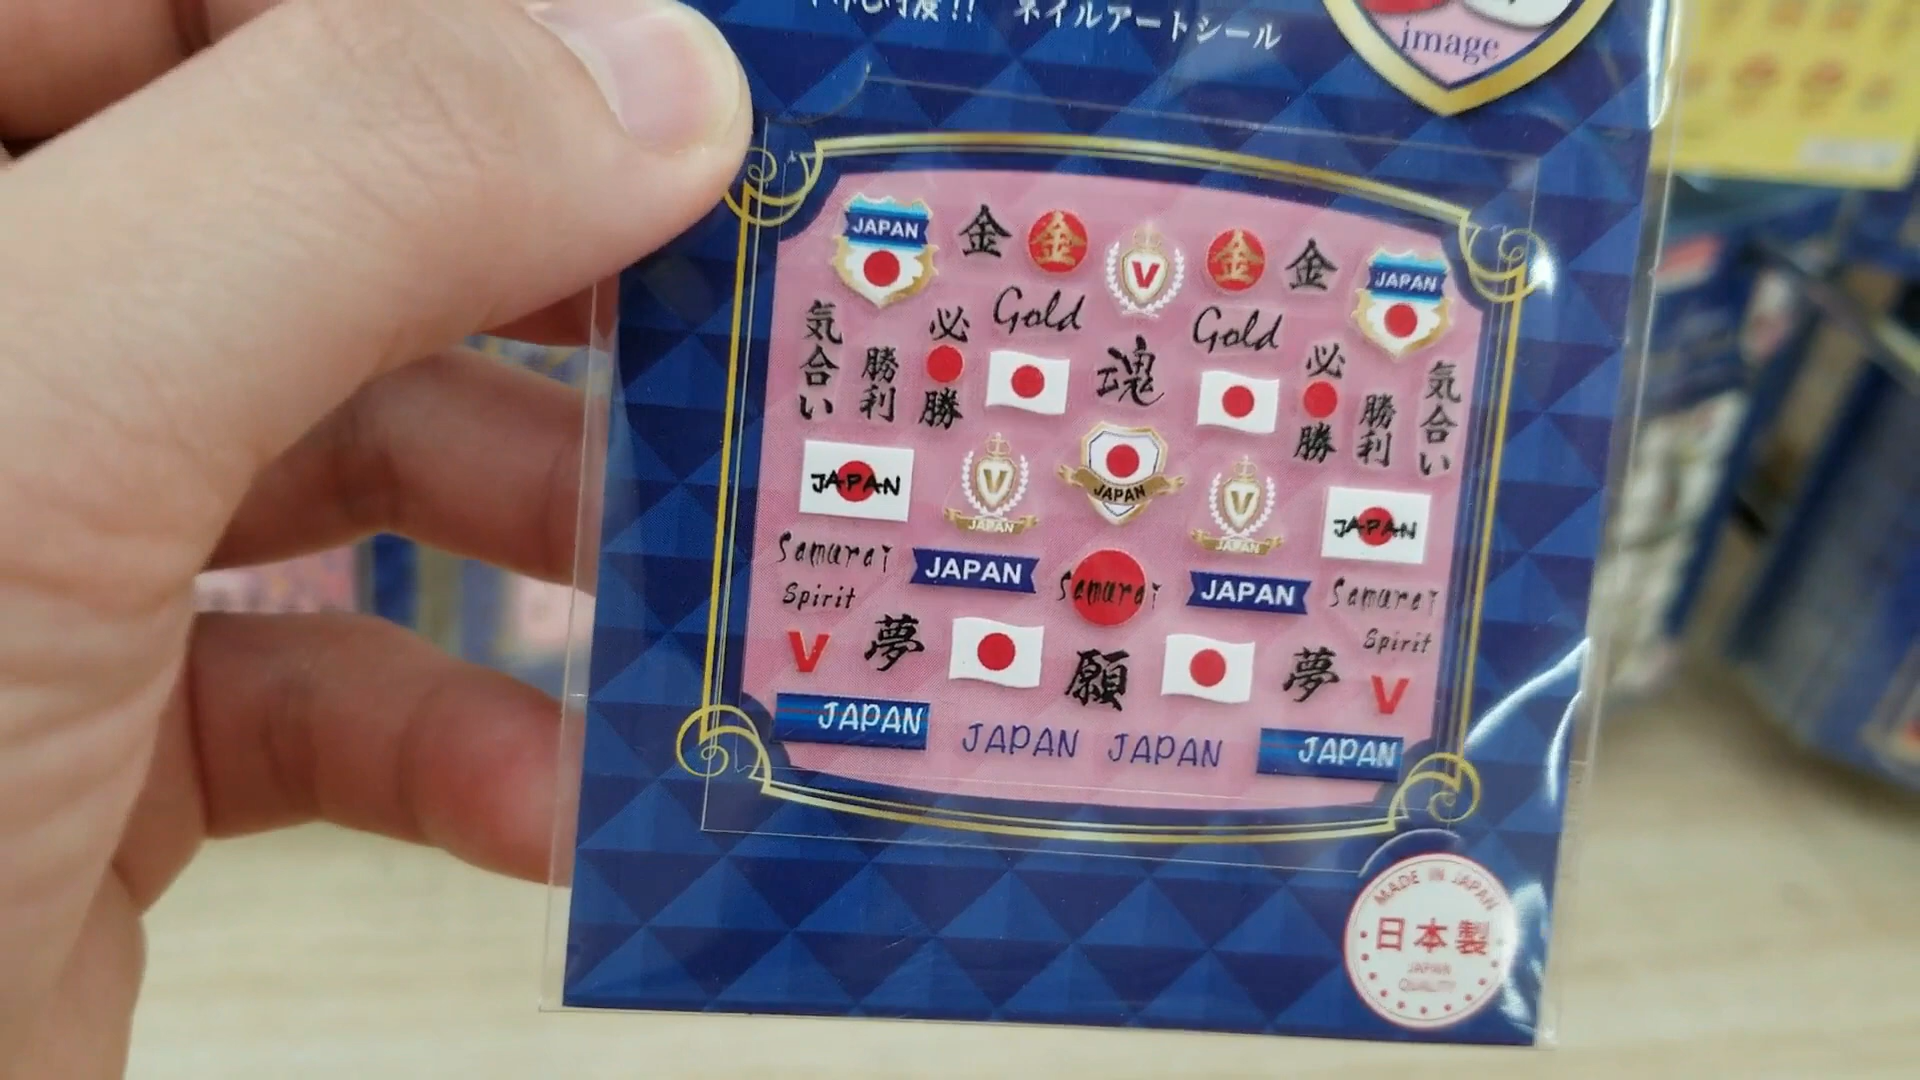 ネイルアートシール
image
JAPAN
金
金
V
金
金
JAPAN
Gold
Gold
気合い
勝利
必勝
魂
必勝
勝利
気合い
JAPAN
V
JAPAN
JAPAN
V
JAPAN
JAPAN
Samurai
Spirit
JAPAN
Samurai
JAPAN
Samurai
Spirit
V
夢
願
夢
V
JAPAN
JAPAN
JAPAN
JAPAN
MADE IN JAPAN
日本製
JAPAN
QUALITY